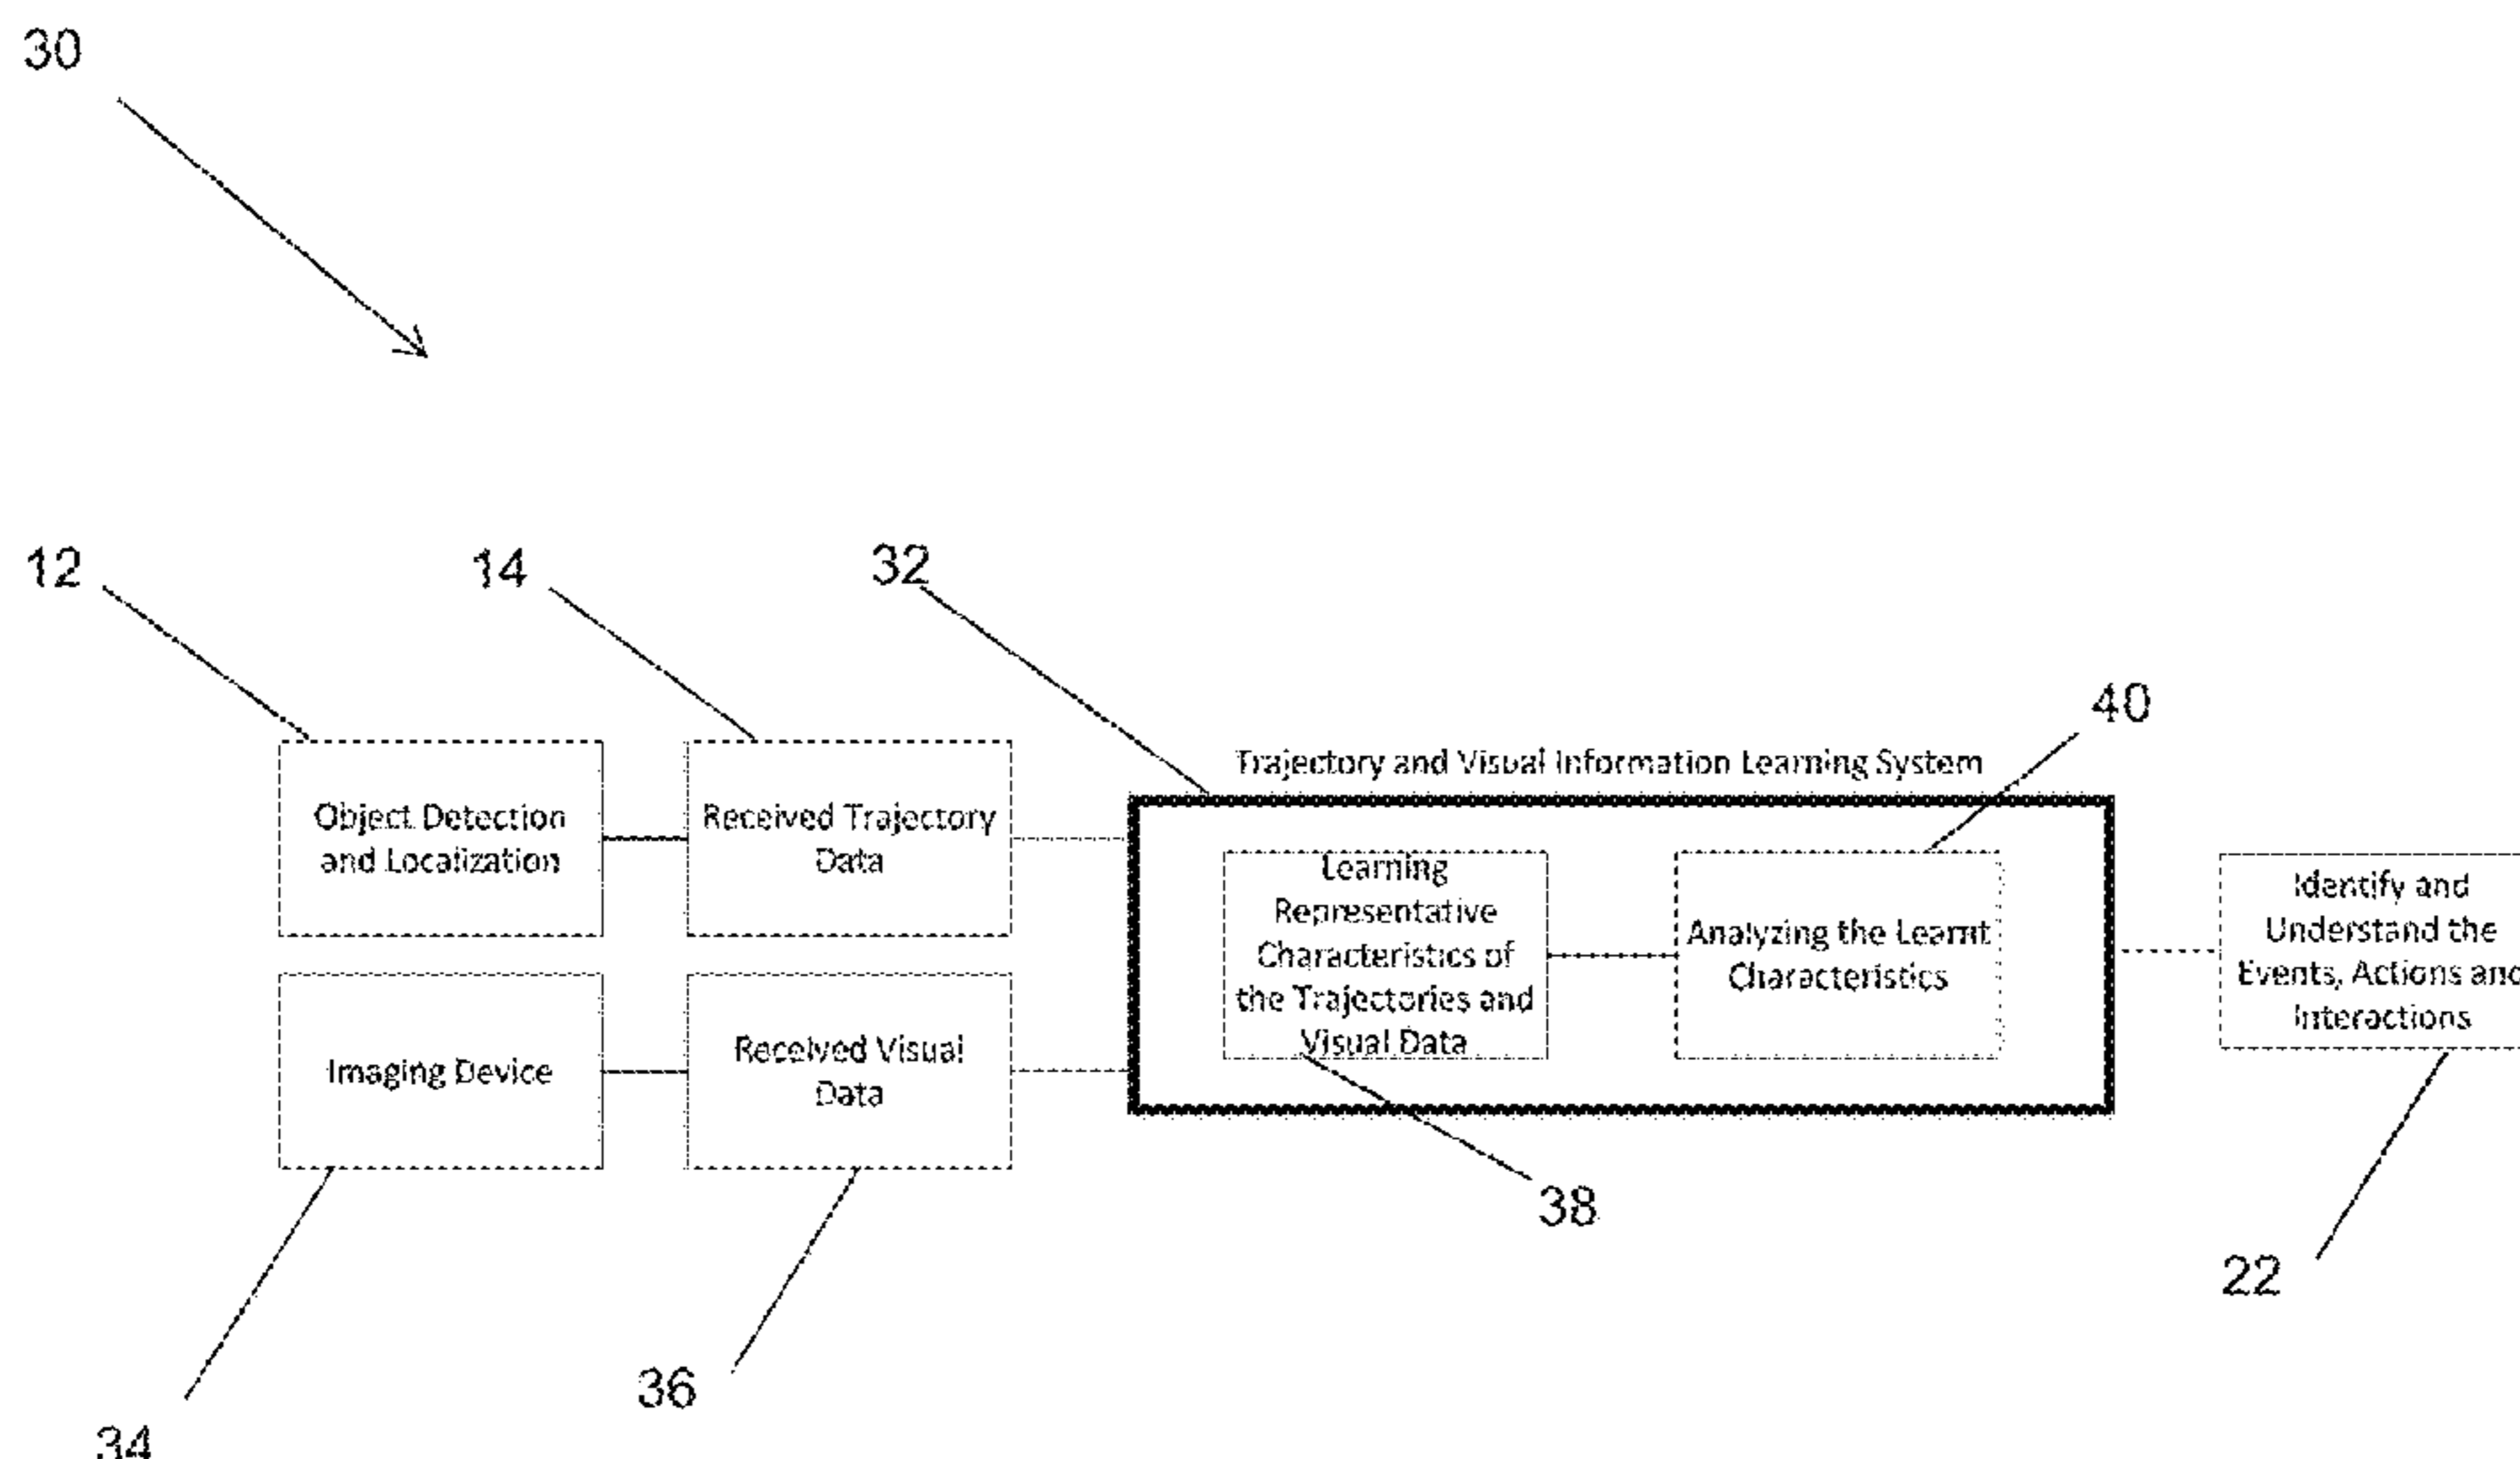 30
12
14
32
40
Trajectory and Visual Information Learning System
Object Detection
and Localization
Received Trajectory
Data
Learning
Representative
Characteristics of
the Trajectories and
Visual Data
Analyzing the Learnt
Characteristics
Identify and
Understand the
Events, Actions and
Interactions
Imaging Device
Received Visual
Data
38
22
36
34